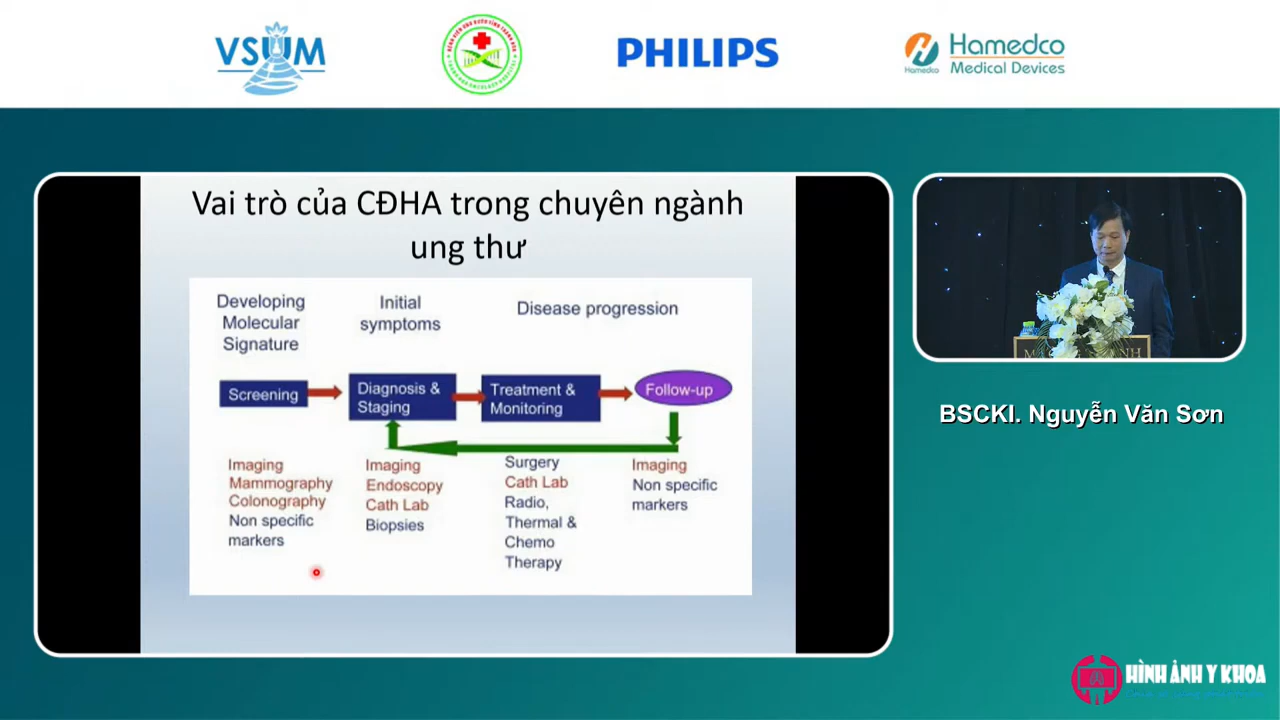 VSUM
PHILIPS
Hamedco
Hamedco
Medical Devices
Vai trò của CĐHA trong chuyên ngành
ung thư
Developing
Molecular
Signature
Initial
symptoms
Disease progression
Screening
Diagnosis &
Staging
Treatment &
Monitoring
Follow-up
Imaging
Mammography
Colonography
Non specific
markers
Imaging
Endoscopy
Cath Lab
Biopsies
Surgery
Cath Lab
Radio,
Thermal &
Chemo
Therapy
Imaging
Non specific
markers
BSCKI. Nguyễn Văn Sơn
HÌNH ẢNH Y KHOA